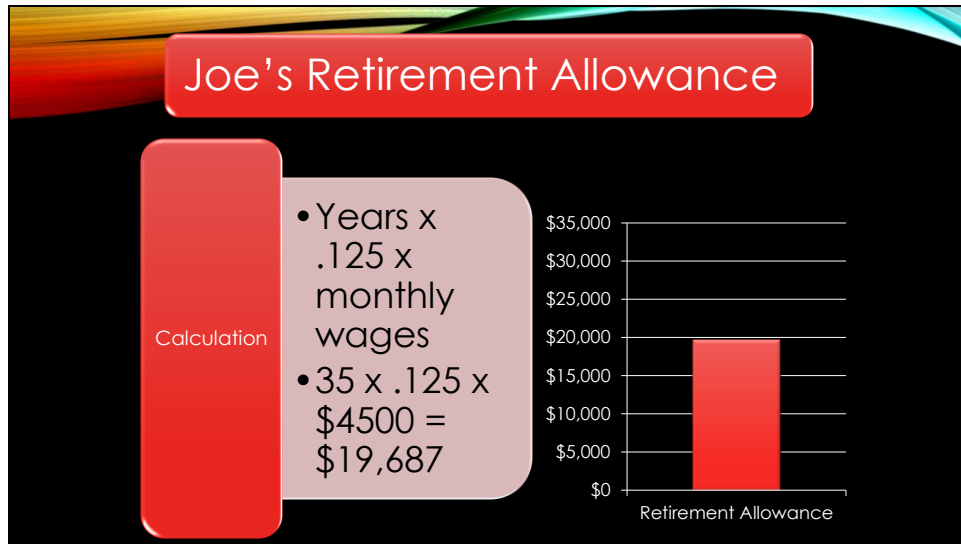 Joe’s Retirement Allowance
Calculation
•Years x
.125 x
monthly
wages
•35 x .125 x
$4500 =
$19,687
$35,000
$30,000
$25,000
$20,000
$15,000
$10,000
$5,000
$0
Retirement Allowance